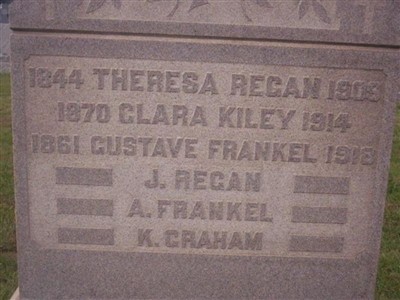 1844 THERESA REGAN 1903
1870 CLARA KILEY 1914
1861 GUSTAVE FRANKEL 1918
J. REGAN
A. FRANKEL
K. GRAHAM